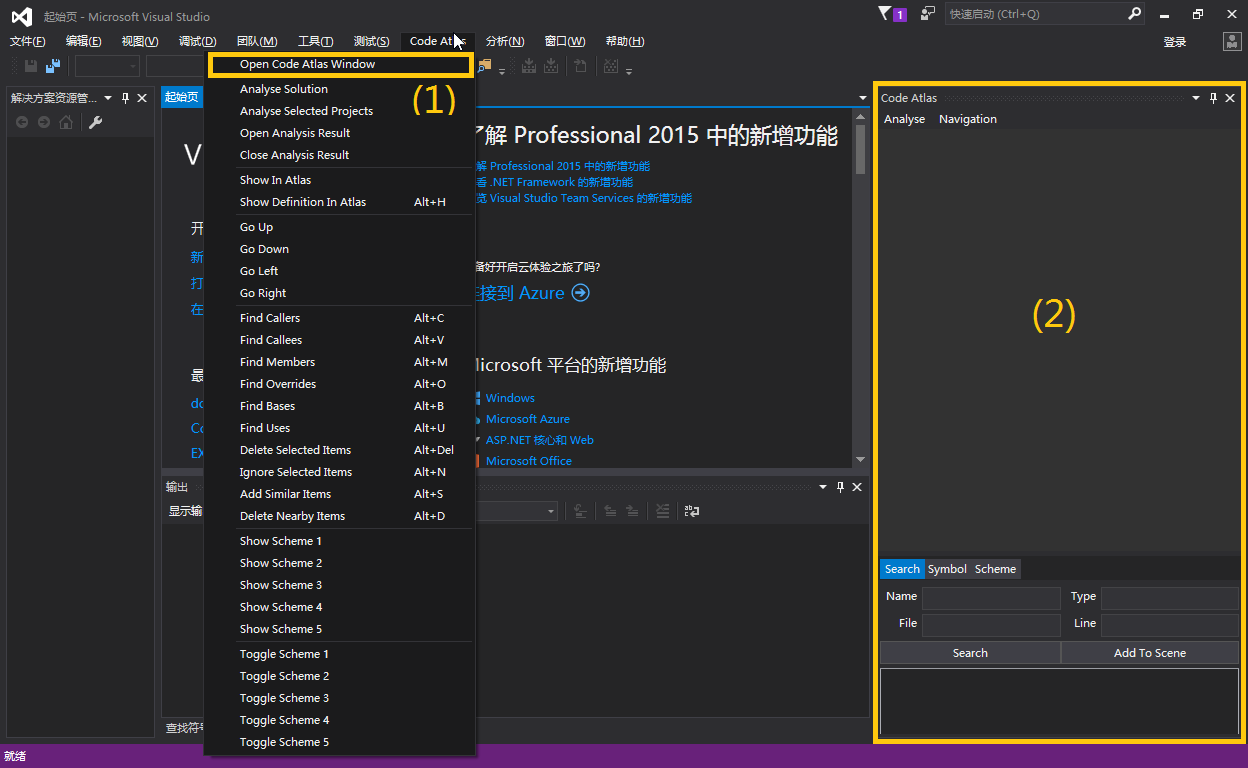 起始页 - Microsoft Visual Studio
1
快速启动 (Ctrl+Q)
文件(F) 编辑(E) 视图(V) 调试(D) 团队(M) 工具(T) 测试(S) Code Atlas 分析(N) 窗口(W) 帮助(H)
登录
解决方案资源管...
起始页
V
开
新
打
在
最
Open Code Atlas Window
(1)
Analyse Solution
Analyse Selected Projects
Open Analysis Result
Close Analysis Result
Show In Atlas
Show Definition In Atlas Alt+H
Go Up
Go Down
Go Left
Go Right
Find Callers Alt+C
Find Callees Alt+V
Find Members Alt+M
Find Overrides Alt+O
Find Bases Alt+B
Find Uses Alt+U
Delete Selected Items Alt+Del
Ignore Selected Items Alt+N
Add Similar Items Alt+S
Delete Nearby Items Alt+D
Show Scheme 1
Show Scheme 2
Show Scheme 3
Show Scheme 4
Show Scheme 5
Toggle Scheme 1
Toggle Scheme 2
Toggle Scheme 3
Toggle Scheme 4
Toggle Scheme 5
了解 Professional 2015 中的新增功能
解 Professional 2015 中的新增功能
看 .NET Framework 的新增功能
览 Visual Studio Team Services 的新增功能
备好开启云体验之旅了吗?
连接到 Azure
Microsoft 平台的新增功能
Windows
Microsoft Azure
ASP.NET 核心和 Web
Microsoft Office
输出
显示输
查找符号
Code Atlas
Analyse Navigation
(2)
Search Symbol Scheme
Name Type
File Line
Search Add To Scene
就绪